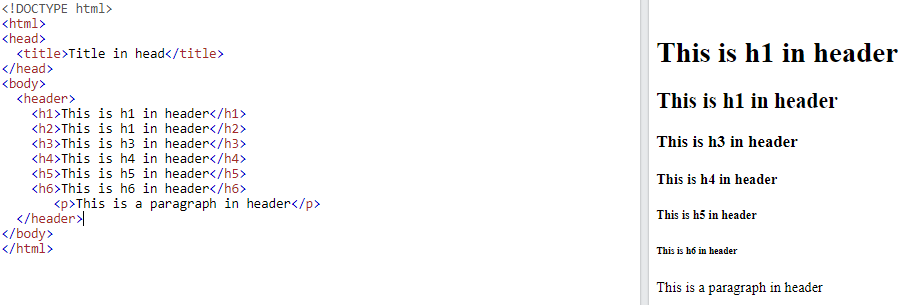 <!DOCTYPE html>
<html>
<head>
  <title>Title in head</title>
</head>
<body>
  <header>
    <h1>This is h1 in header</h1>
    <h2>This is h1 in header</h2>
    <h3>This is h3 in header</h3>
    <h4>This is h4 in header</h4>
    <h5>This is h5 in header</h5>
    <h6>This is h6 in header</h6>
       <p>This is a paragraph in header</p>
  </header>
</body>
</html>
This is h1 in header
This is h1 in header
This is h3 in header
This is h4 in header
This is h5 in header
This is h6 in header
This is a paragraph in header